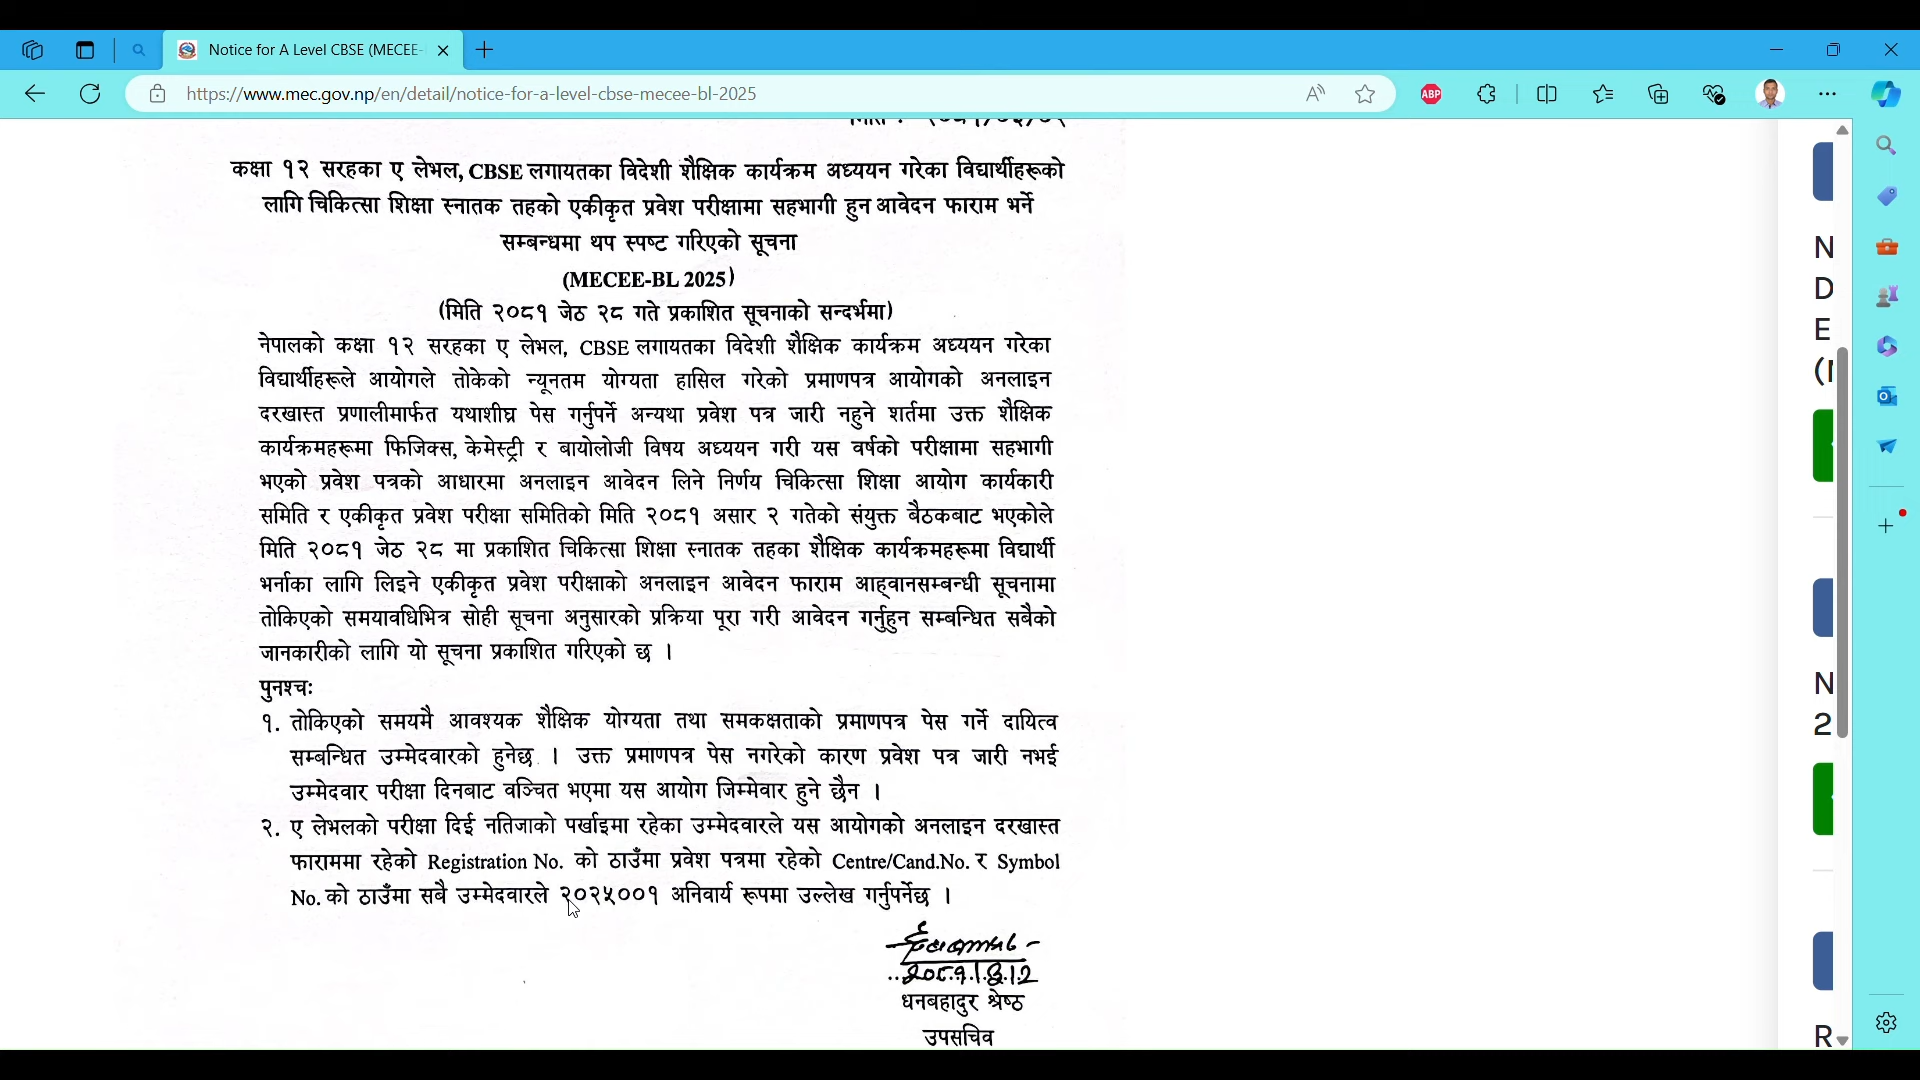 Notice for A Level CBSE (MECEE-
https://www.mec.gov.np/en/detail/notice-for-a-level-cbse-mecee-bl-2025
ABP
कक्षा १२ सरहका ए लेभल, CBSE लगायतका विदेशी शैक्षिक कार्यक्रम अध्ययन गरेका विद्यार्थीहरूको
लागि चिकित्सा शिक्षा स्नातक तहको एकीकृत प्रवेश परीक्षामा सहभागी हुन आवेदन फाराम भर्ने
सम्बन्धमा थप स्पष्ट गरिएको सूचना
(MECEE-BL 2025)
(मिति २०८१ जेठ २८ गते प्रकाशित सूचनाको सन्दर्भमा)
नेपालको कक्षा १२ सरहका ए लेभल, CBSE लगायतका विदेशी शैक्षिक कार्यक्रम अध्ययन गरेका
विद्यार्थीहरूले आयोगले तोकेको न्यूनतम योग्यता हासिल गरेको प्रमाणपत्र आयोगको अनलाइन
दरखास्त प्रणालीमार्फत यथाशीघ्र पेस गर्नुपर्ने अन्यथा प्रवेश पत्र जारी नहुने शर्तमा उक्त शैक्षिक
कार्यक्रमहरूमा फिजिक्स, केमेस्ट्री र बायोलोजी विषय अध्ययन गरी यस वर्षको परीक्षामा सहभागी
भएको प्रवेश पत्रको आधारमा अनलाइन आवेदन लिने निर्णय चिकित्सा शिक्षा आयोग कार्यकारी
समिति र एकीकृत प्रवेश परीक्षा समितिको मिति २०८१ असार २ गतेको संयुक्त बैठकबाट भएकोले
मिति २०८१ जेठ २८ मा प्रकाशित चिकित्सा शिक्षा स्नातक तहका शैक्षिक कार्यक्रमहरूमा विद्यार्थी
भर्नाका लागि लिइने एकीकृत प्रवेश परीक्षाको अनलाइन आवेदन फाराम आह्वानसम्बन्धी सूचनामा
तोकिएको समयावधिभित्र सोही सूचना अनुसारको प्रक्रिया पूरा गरी आवेदन गर्नुहुन सम्बन्धित सबैको
जानकारीको लागि यो सूचना प्रकाशित गरिएको छ ।
पुनश्चः
१. तोकिएको समयमै आवश्यक शैक्षिक योग्यता तथा समकक्षताको प्रमाणपत्र पेस गर्ने दायित्व
सम्बन्धित उम्मेदवारको हुनेछ । उक्त प्रमाणपत्र पेस नगरेको कारण प्रवेश पत्र जारी नभई
उम्मेदवार परीक्षा दिनबाट वञ्चित भएमा यस आयोग जिम्मेवार हुने छैन ।
२. ए लेभलको परीक्षा दिई नतिजाको पर्खाइमा रहेका उम्मेदवारले यस आयोगको अनलाइन दरखास्त
फाराममा रहेको Registration No. को ठाउँमा प्रवेश पत्रमा रहेको Centre/Cand.No. र Symbol
No. को ठाउँमा सबै उम्मेदवारले २०२५००१ अनिवार्य रूपमा उल्लेख गर्नुपर्नेछ ।
२०८१।३।२
धनबहादुर श्रेष्ठ
उपसचिव
N
D
E
N
2
R